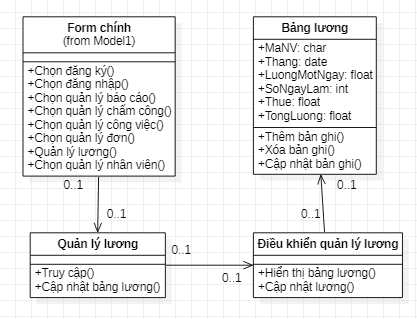 Form chính
(from Model1)
+Chọn đăng ký()
+Chọn đăng nhập()
+Chọn quản lý báo cáo()
+Chọn quản lý chấm công()
+Chọn quản lý công việc()
+Chọn quản lý đơn()
+Quản lý lương()
+Chọn quản lý nhân viên()
Bảng lương
+MaNV: char
+Thang: date
+LuongMotNgay: float
+SoNgayLam: int
+Thue: float
+TongLuong: float
+Thêm bản ghi()
+Xóa bản ghi()
+Cập nhật bản ghi()
0..1
0..1
0..1
0..1
Quản lý lương
+Truy cập()
+Cập nhật bảng lương()
0..1
0..1
Điều khiển quản lý lương
+Hiển thị bảng lương()
+Cập nhật lương()